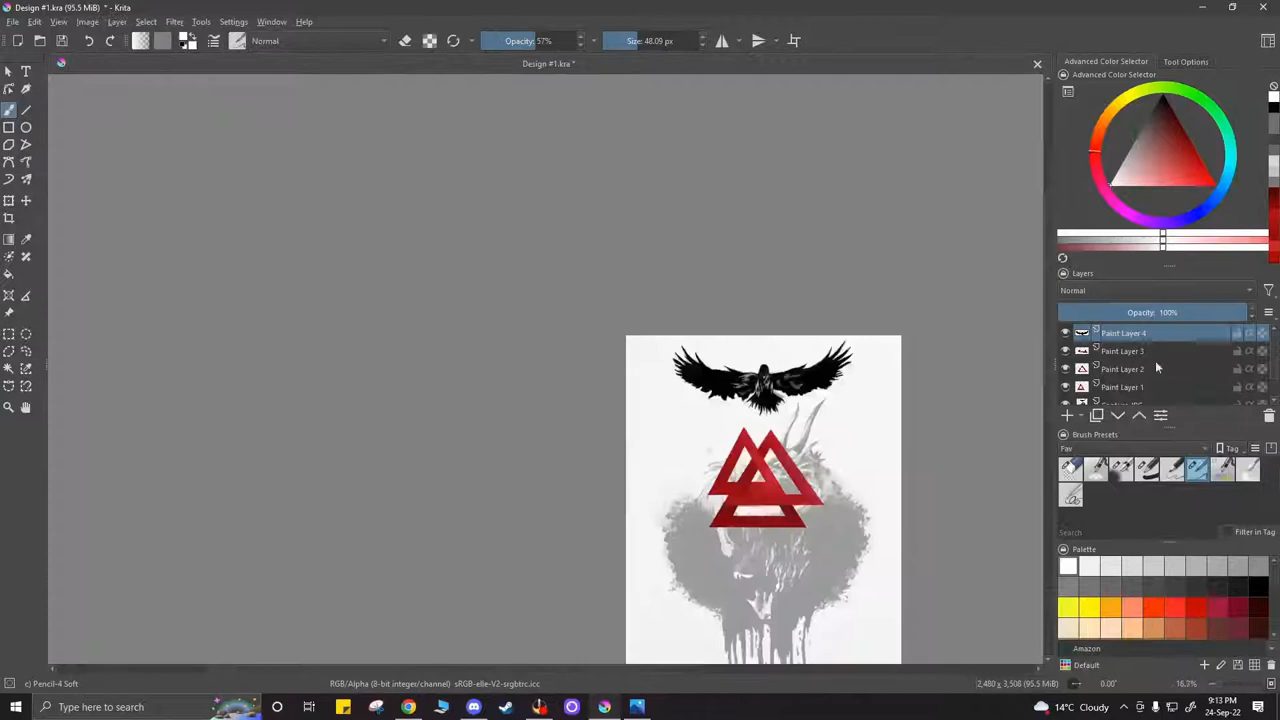 Design #1.kra (95.5 MiB) * - Krita
File Edit View Image Layer Select Filter Tools Settings Window Help
Normal
Opacity: 57%
Size: 48.09 px
Design #1.kra *
Advanced Color Selector
Tool Options
Advanced Color Selector
Layers
Normal
Opacity: 100%
Paint Layer 4
Paint Layer 3
Paint Layer 2
Paint Layer 1
Brush Presets
Fav
Tag
Search
Filter in Tag
Palette
Amazon
Default
c) Pencil-4 Soft
RGB/Alpha (8-bit integer/channel) sRGB-elle-V2-srgbtrc.icc
2,480 x 3,508 (95.5 MiB)
0.00°
16.7%
Type here to search
14°C Cloudy
9:13 PM
24-Sep-22